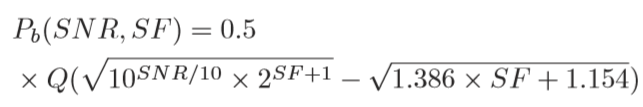 P_b(SNR, SF) = 0.5
× Q(√(10^{SNR/10} × 2^{SF+1}) − √(1.386 × SF + 1.154))